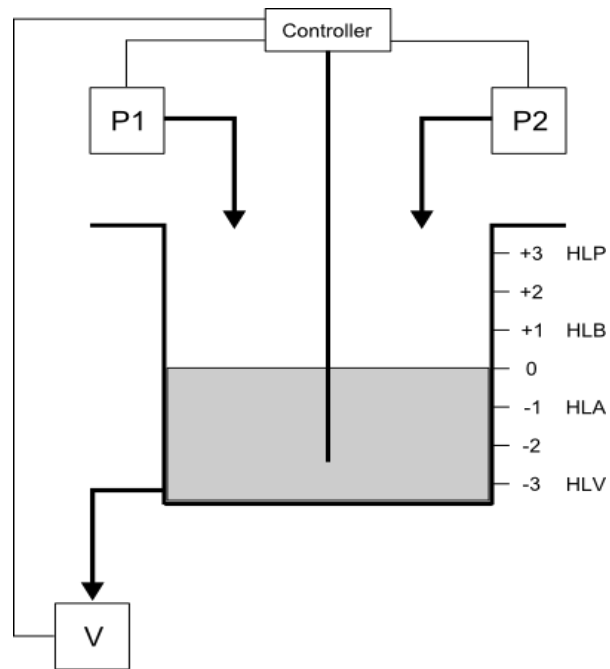 Controller
P1
P2
+3 HLP
+2
+1 HLB
0
-1 HLA
-2
-3 HLV
V